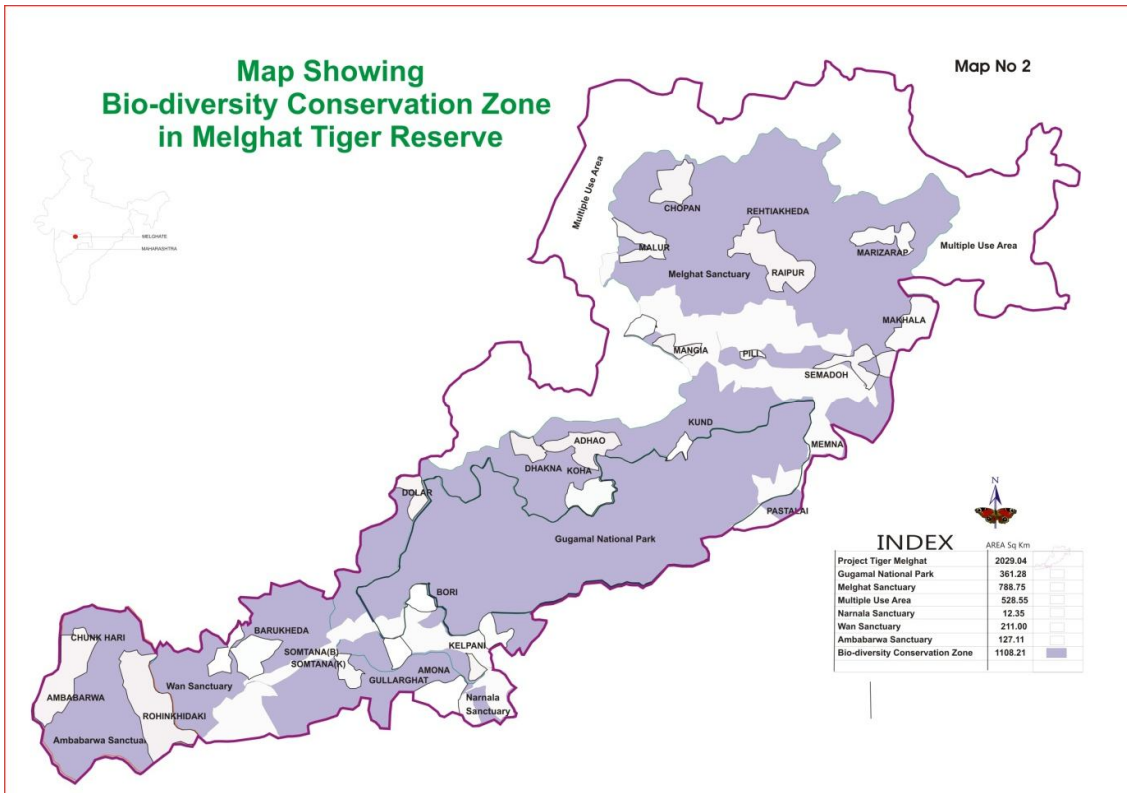 Map Showing
Bio-diversity Conservation Zone
in Melghat Tiger Reserve
Map No 2
MELGHATE
MAHARASHTRA
Multiple Use Area
CHOPAN
REHTIAKHEDA
MALUR
MARIZARAP
Multiple Use Area
Melghat Sanctuary
RAIPUR
MAKHALA
MANGIA
PILI
SEMADOH
KUND
ADHAO
MEMNA
DHAKNA
KOHA
DOLAR
PASTALAI
Gugamal National Park
BORI
CHUNK HARI
BARUKHEDA
KELPANI
SOMTANA(B)
SOMTANA(K)
AMONA
GULLARGHAT
Wan Sanctuary
AMBABARWA
Narnala
Sanctuary
ROHINKHIDAKI
Ambabarwa Sanctuar
N
INDEX AREA Sq Km
Project Tiger Melghat 2029.04
Gugamal National Park 361.28
Melghat Sanctuary 788.75
Multiple Use Area 528.55
Narnala Sanctuary 12.35
Wan Sanctuary 211.00
Ambabarwa Sanctuary 127.11
Bio-diversity Conservation Zone 1108.21